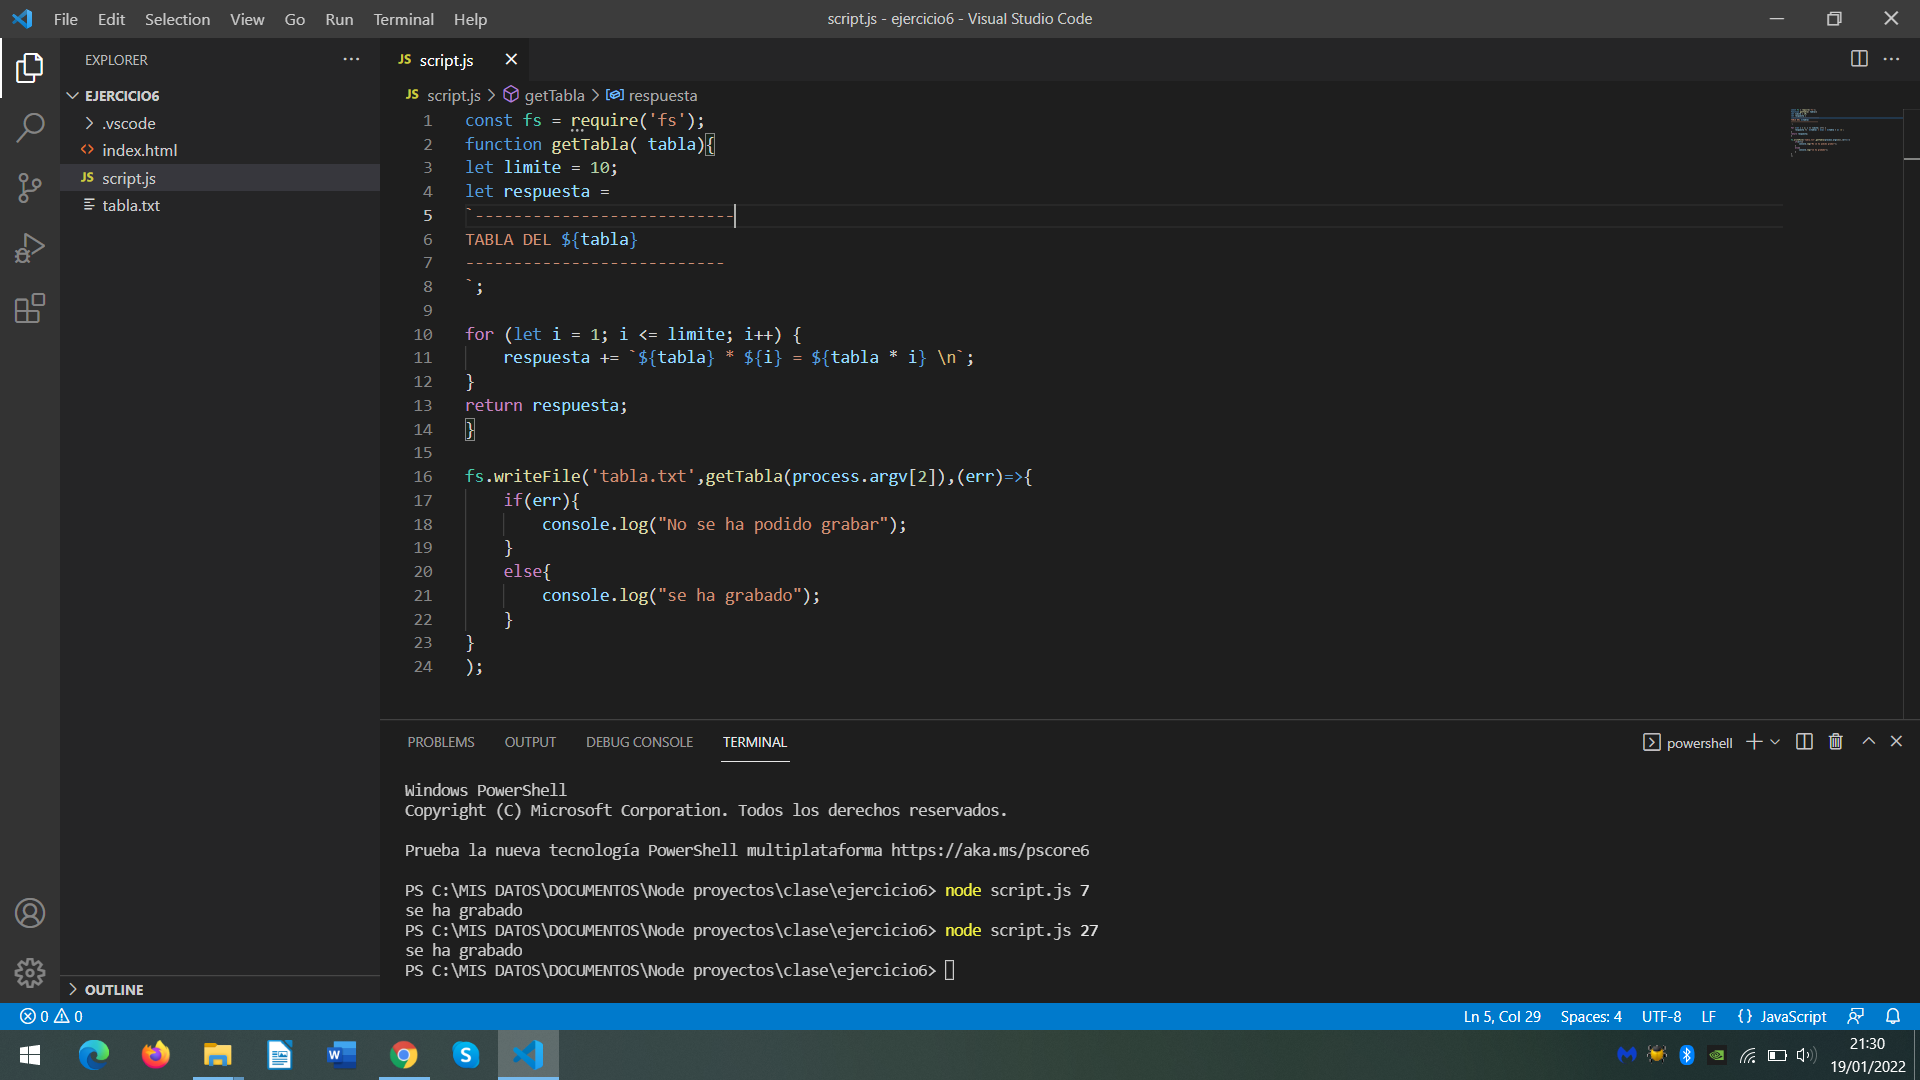 File Edit Selection View Go Run Terminal Help script.js - ejercicio6 - Visual Studio Code
EXPLORER
EJERCICIO6
.vscode
index.html
JS script.js
tabla.txt
OUTLINE
JS script.js
JS script.js > getTabla > respuesta
1 const fs = require('fs');
2 function getTabla( tabla){
3 let limite = 10;
4 let respuesta =
5 `---------------------------
6 TABLA DEL ${tabla}
7 ---------------------------
8 `;
9
10 for (let i = 1; i <= limite; i++) {
11 respuesta += `${tabla} * ${i} = ${tabla * i} \n`;
12 }
13 return respuesta;
14 }
15
16 fs.writeFile('tabla.txt',getTabla(process.argv[2]),(err)=>{
17 if(err){
18 console.log("No se ha podido grabar");
19 }
20 else{
21 console.log("se ha grabado");
22 }
23 }
24 );
PROBLEMS OUTPUT DEBUG CONSOLE TERMINAL powershell
Windows PowerShell
Copyright (C) Microsoft Corporation. Todos los derechos reservados.
Prueba la nueva tecnología PowerShell multiplataforma https://aka.ms/pscore6
PS C:\MIS DATOS\DOCUMENTOS\Node proyectos\clase\ejercicio6> node script.js 7
se ha grabado
PS C:\MIS DATOS\DOCUMENTOS\Node proyectos\clase\ejercicio6> node script.js 27
se ha grabado
PS C:\MIS DATOS\DOCUMENTOS\Node proyectos\clase\ejercicio6>
0 0 Ln 5, Col 29 Spaces: 4 UTF-8 LF {} JavaScript
21:30
19/01/2022